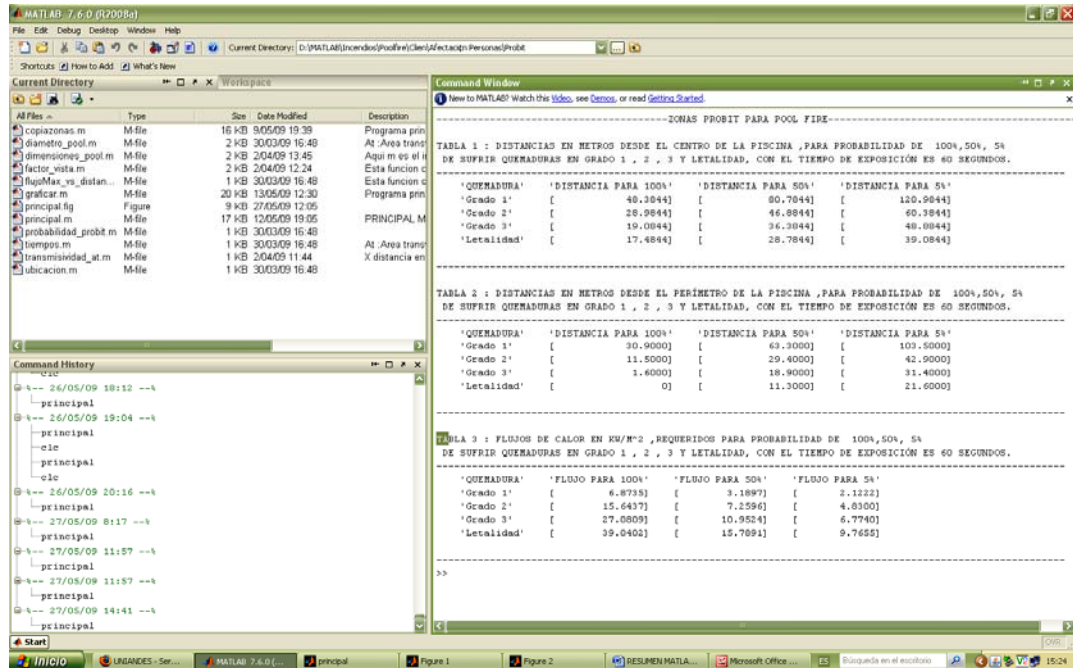 MATLAB 7.6.0 (R2008a)
File Edit Debug Desktop Window Help
Current Directory: D:\MATLAB\Incendios\Poolfire\Clien\Afectación Personas\Probit
Shortcuts How to Add What's New
Current Directory
Workspace
All Files Type Size Date Modified Description
copiazonas.m M-file 16 KB 9/05/09 19:39 Programa prin
diametro_pool.m M-file 2 KB 30/03/09 16:48 At :Area trans
dimensiones_pool.m M-file 2 KB 2/04/09 13:45 Aqui m es el i
factor_vista.m M-file 2 KB 2/04/09 12:24 Esta funcion c
flujoMax_vs_distan... M-file 1 KB 30/03/09 16:48 Esta funcion c
graficar.m M-file 20 KB 13/05/09 12:30 Programa prin
principal.fig Figure 9 KB 27/05/09 12:05
principal.m M-file 17 KB 12/05/09 19:05 PRINCIPAL M
probabilidad_probit.m M-file 1 KB 30/03/09 16:48
tiempos.m M-file 1 KB 30/03/09 16:48 At :Area trans
transmisividad_at.m M-file 1 KB 2/04/09 11:44 X distancia en
ubicacion.m M-file 1 KB 30/03/09 16:48
Command History
cle
%-- 26/05/09 18:12 --%
principal
%-- 26/05/09 19:04 --%
principal
cle
principal
cle
%-- 26/05/09 20:16 --%
principal
%-- 27/05/09 8:17 --%
principal
%-- 27/05/09 11:57 --%
principal
%-- 27/05/09 11:57 --%
principal
%-- 27/05/09 14:41 --%
principal
Command Window
New to MATLAB? Watch this Video, see Demos, or read Getting Started.
ZONAS PROBIT PARA POOL FIRE
TABLA 1 : DISTANCIAS EN METROS DESDE EL CENTRO DE LA PISCINA ,PARA PROBABILIDAD DE 100%,50%, 5%
DE SUFRIR QUEMADURAS EN GRADO 1 , 2 , 3 Y LETALIDAD, CON EL TIEMPO DE EXPOSICIÓN ES 60 SEGUNDOS.
'QUEMADURA' 'DISTANCIA PARA 100%' 'DISTANCIA PARA 50%' 'DISTANCIA PARA 5%'
'Grado 1' [ 48.3844] [ 80.7844] [ 120.9844]
'Grado 2' [ 28.9844] [ 46.8844] [ 60.3844]
'Grado 3' [ 19.0844] [ 36.3844] [ 48.8844]
'Letalidad' [ 17.4844] [ 28.7844] [ 39.0844]
TABLA 2 : DISTANCIAS EN METROS DESDE EL PERÍMETRO DE LA PISCINA ,PARA PROBABILIDAD DE 100%,50%, 5%
DE SUFRIR QUEMADURAS EN GRADO 1 , 2 , 3 Y LETALIDAD, CON EL TIEMPO DE EXPOSICIÓN ES 60 SEGUNDOS.
'QUEMADURA' 'DISTANCIA PARA 100%' 'DISTANCIA PARA 50%' 'DISTANCIA PARA 5%'
'Grado 1' [ 30.9000] [ 63.3000] [ 103.5000]
'Grado 2' [ 11.5000] [ 29.4000] [ 42.9000]
'Grado 3' [ 1.6000] [ 18.9000] [ 31.4000]
'Letalidad' [ 0] [ 11.3000] [ 21.6000]
TABLA 3 : FLUJOS DE CALOR EN KW/M^2 ,REQUERIDOS PARA PROBABILIDAD DE 100%,50%, 5%
DE SUFRIR QUEMADURAS EN GRADO 1 , 2 , 3 Y LETALIDAD, CON EL TIEMPO DE EXPOSICIÓN ES 60 SEGUNDOS.
'QUEMADURA' 'FLUJO PARA 100%' 'FLUJO PARA 50%' 'FLUJO PARA 5%'
'Grado 1' [ 6.8735] [ 3.1897] [ 2.1222]
'Grado 2' [ 15.6437] [ 7.2596] [ 4.8300]
'Grado 3' [ 27.0809] [ 10.9524] [ 6.7740]
'Letalidad' [ 39.0402] [ 15.7891] [ 9.7655]
>>
Start
OVR
Inicio UNIANDES - Ser... MATLAB 7.6.0 (... principal Figure 1 Figure 2 RESUMEN MATLA... Microsoft Office ... ES Búsqueda en el escritorio 15:24